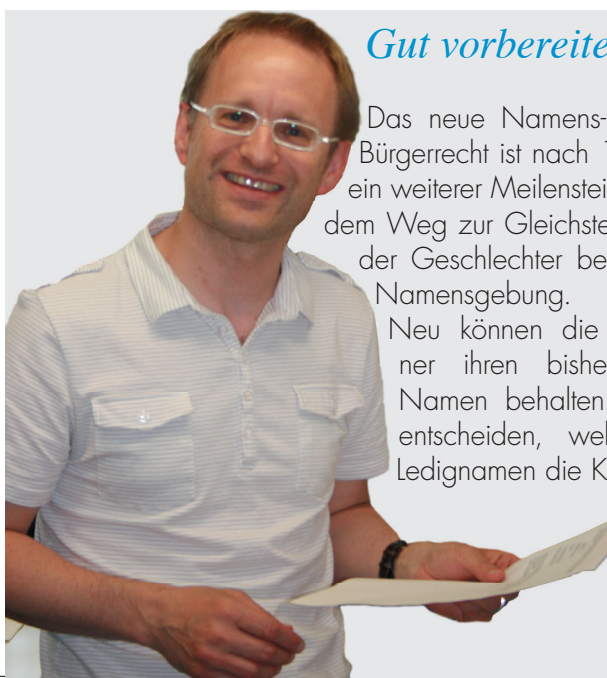 Gut vorbereite
Das neue Namens-
Bürgerrecht ist nach
ein weiterer Meilenstei
dem Weg zur Gleichste
der Geschlechter be
Namensgebung.
Neu können die
ner ihren bishe
Namen behalten.
entscheiden, wel
Ledignamen die K